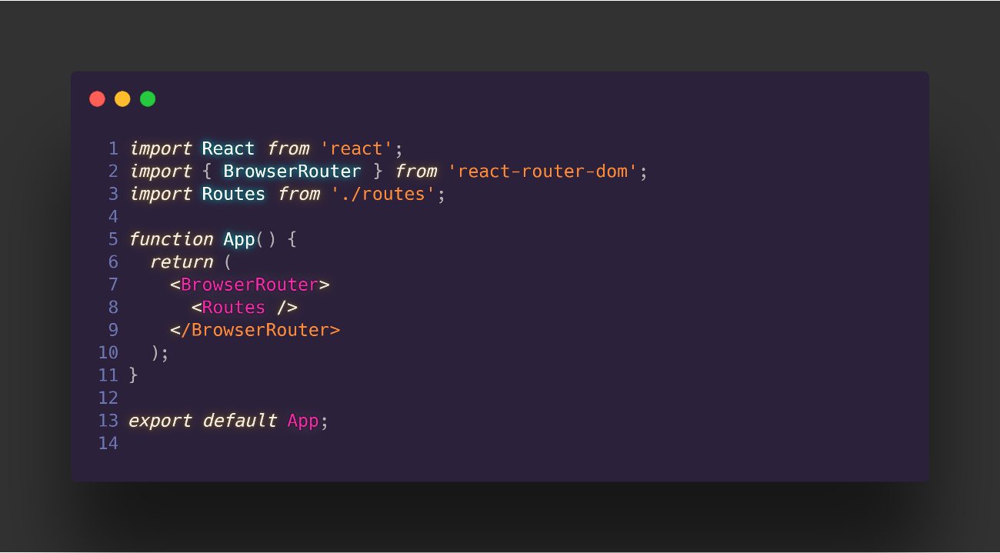 1 import React from 'react';
2 import { BrowserRouter } from 'react-router-dom';
3 import Routes from './routes';
4
5 function App() {
6   return (
7     <BrowserRouter>
8       <Routes />
9     </BrowserRouter>
10   );
11 }
12
13 export default App;
14